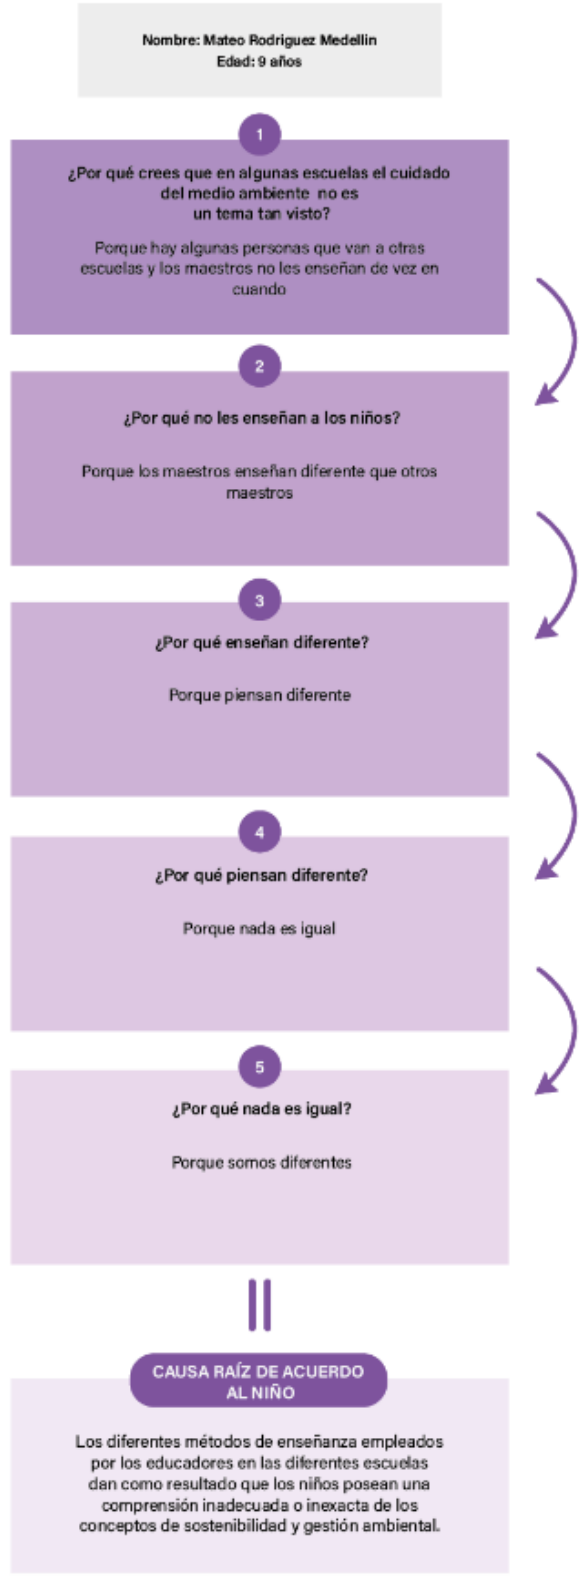 Nombre: Mateo Rodriguez Medellin
Edad: 9 años
1
¿Por qué crees que en algunas escuelas el cuidado
del medio ambiente no es
un tema tan visto?
Porque hay algunas personas que van a otras
escuelas y los maestros no les enseñan de vez en
cuando
2
¿Por qué no les enseñan a los niños?
Porque los maestros enseñan diferente que otros
maestros
3
¿Por qué enseñan diferente?
Porque piensan diferente
4
¿Por qué piensan diferente?
Porque nada es igual
5
¿Por qué nada es igual?
Porque somos diferentes
CAUSA RAÍZ DE ACUERDO
AL NIÑO
Los diferentes métodos de enseñanza empleados
por los educadores en las diferentes escuelas
dan como resultado que los niños posean una
comprensión inadecuada o inexacta de los
conceptos de sostenibilidad y gestión ambiental.